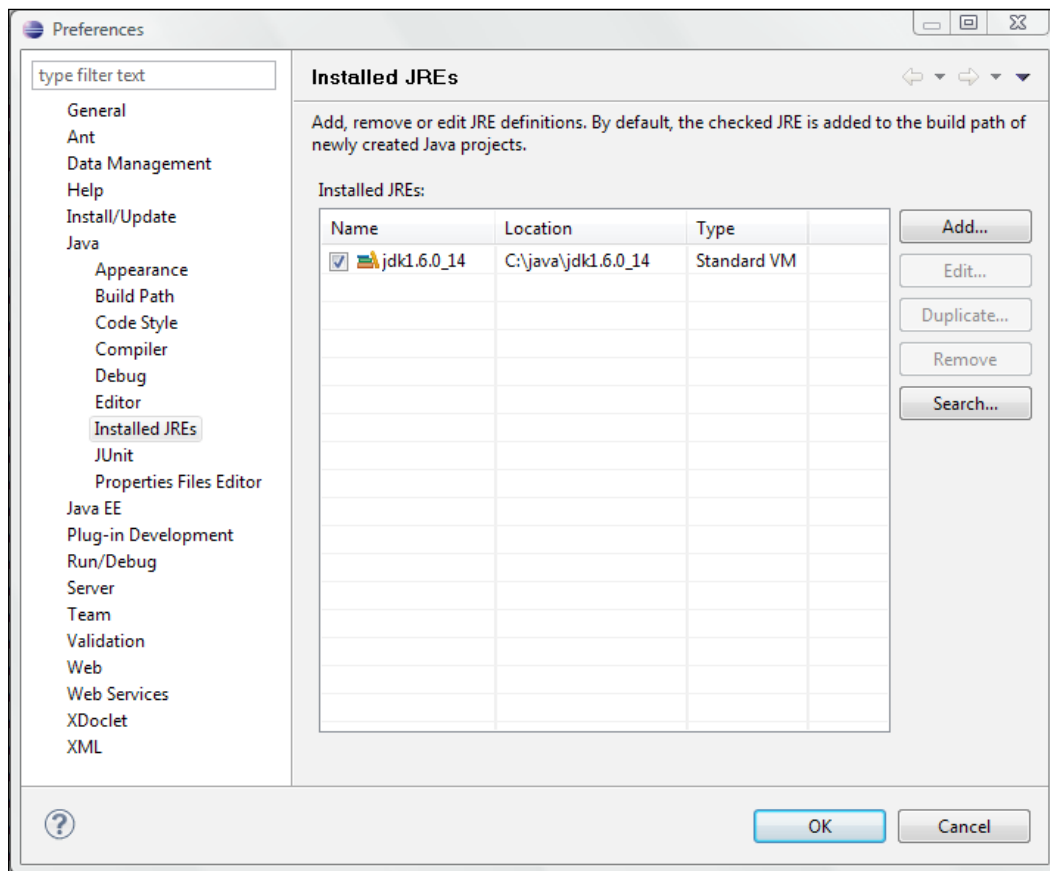 Preferences
type filter text
General
Ant
Data Management
Help
Install/Update
Java
Appearance
Build Path
Code Style
Compiler
Debug
Editor
Installed JREs
JUnit
Properties Files Editor
Java EE
Plug-in Development
Run/Debug
Server
Team
Validation
Web
Web Services
XDoclet
XML
Installed JREs
Add, remove or edit JRE definitions. By default, the checked JRE is added to the build path of
newly created Java projects.
Installed JREs:
Name Location Type
jdk1.6.0_14 C:\java\jdk1.6.0_14 Standard VM
Add...
Edit...
Duplicate...
Remove
Search...
?
OK Cancel